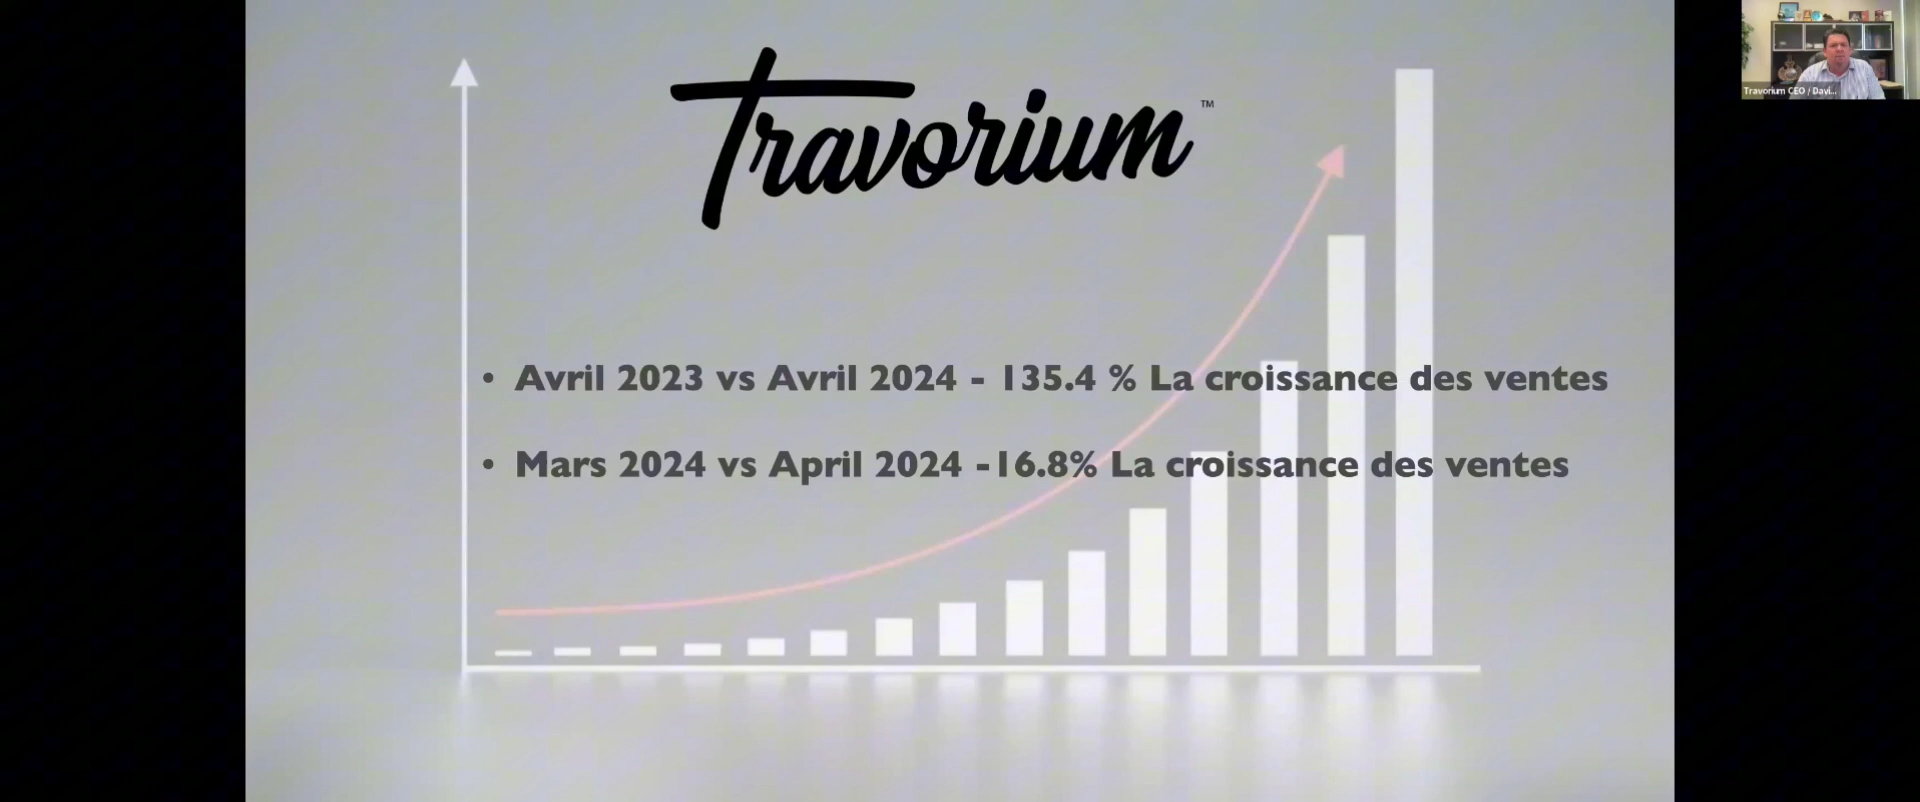 Travorium™
• Avril 2023 vs Avril 2024 - 135.4 % La croissance des ventes
• Mars 2024 vs April 2024 -16.8% La croissance des ventes
Travorium CEO / Davi...